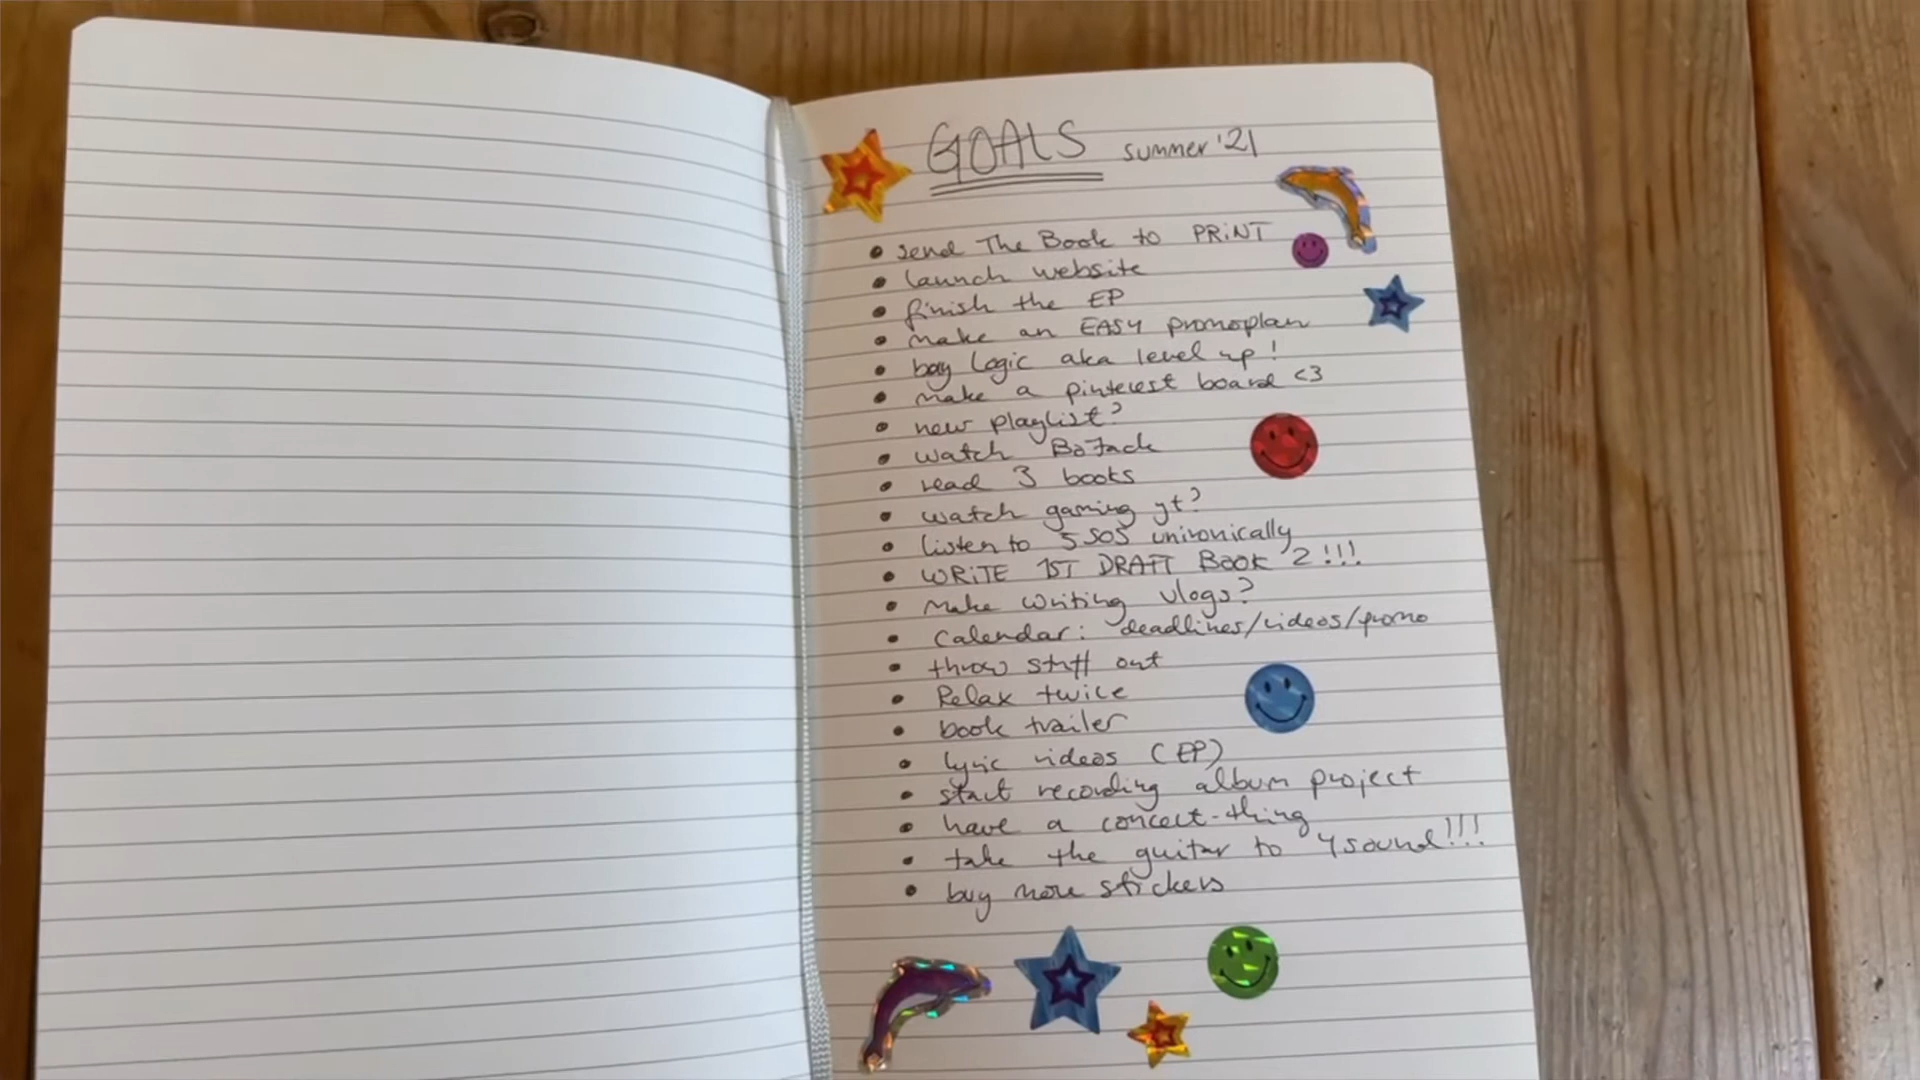 GOALS summer '21
• send The Book to PRiNT
• launch website
• finish the EP
• make an EASY promoplan
• buy Logic aka level up!
• make a pinterest board <3
• new playlist?
• watch BoJack
• read 3 books
• watch gaming yt?
• listen to 5SOS unironically
• WRiTE 1ST DRAFT Book 2!!!
• Make writing vlogs?
• Calendar: deadlines/videos/promo
• throw stuff out
• Relax twice
• book trailer
• lyric videos (EP)
• start recording album project
• have a concert-thing
• take the guitar to 4sound!!!
• buy more stickers